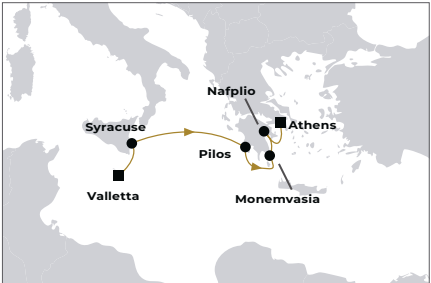 Nafplio
Syracuse
Athens
Pilos
Valletta
Monemvasia